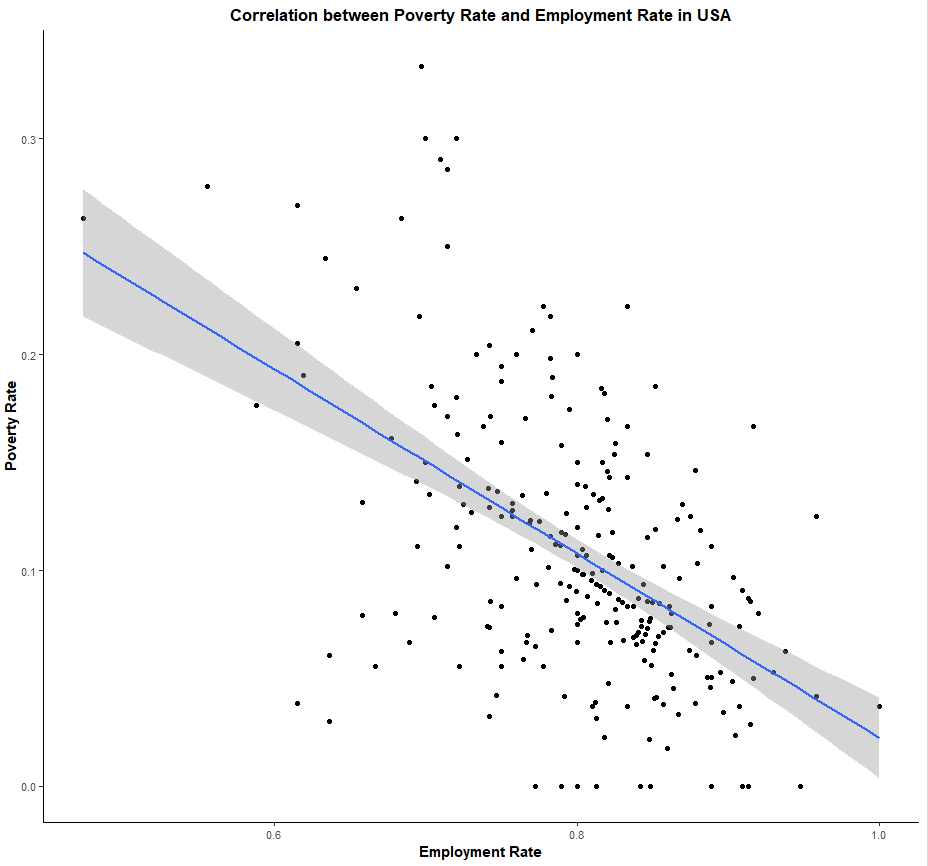 Correlation between Poverty Rate and Employment Rate in USA
Poverty Rate
0.3
0.2
0.1
0.0
0.6 0.8 1.0
Employment Rate